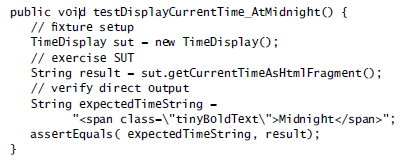 public void testDisplayCurrentTime_AtMidnight() {
// fixture setup
TimeDisplay sut = new TimeDisplay();
// exercise SUT
String result = sut.getCurrentTimeAsHtmlFragment();
// verify direct output
String expectedTimeString =
"<span class=\"tinyBoldText\">Midnight</span>";
assertEquals( expectedTimeString, result);
}